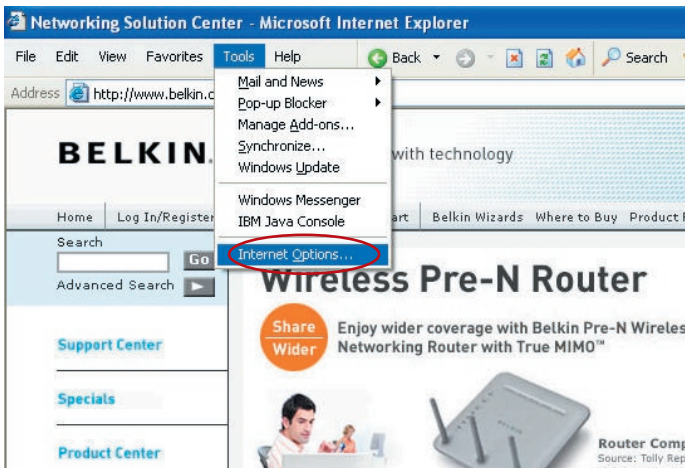 Networking Solution Center - Microsoft Internet Explorer
File Edit View Favorites Tools Help Back Search
Address http://www.belkin.c
Mail and News
Pop-up Blocker
Manage Add-ons...
Synchronize...
Windows Update
Windows Messenger
IBM Java Console
Internet Options...
BELKIN. with technology
Home Log In/Register art Belkin Wizards Where to Buy Product
Search
Go
Advanced Search
Support Center
Specials
Product Center
Wireless Pre-N Router
Share
Wider
Enjoy wider coverage with Belkin Pre-N Wireles
Networking Router with True MIMO™
BELKIN
Router Comp
Source: Tolly Rep